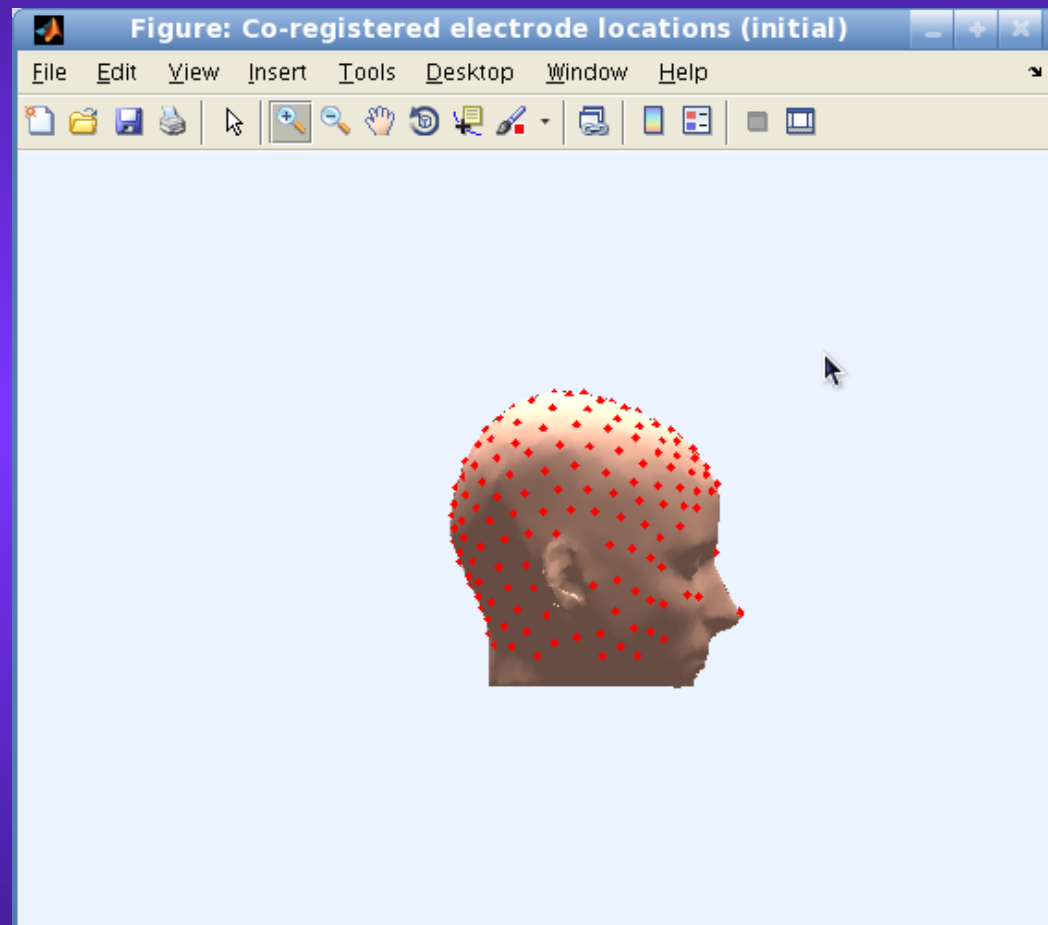 Figure: Co-registered electrode locations (initial)
File Edit View Insert Tools Desktop Window Help